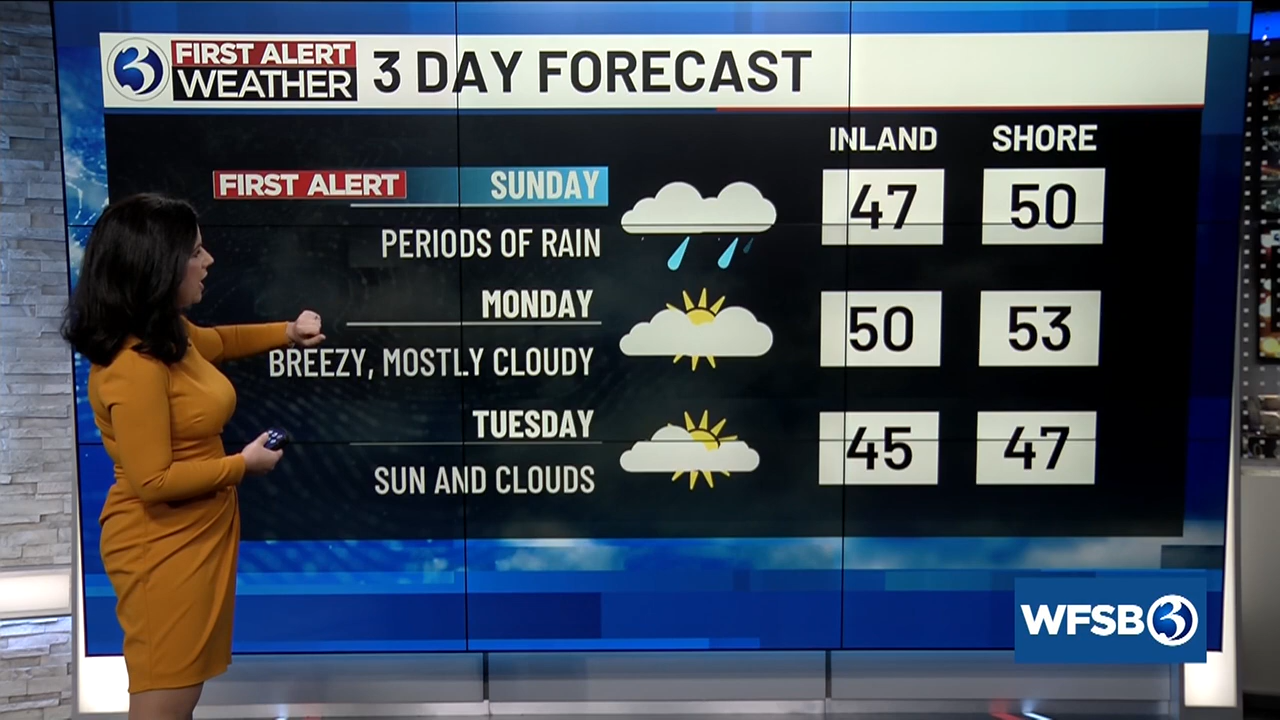 3 FIRST ALERT WEATHER 3 DAY FORECAST
INLAND SHORE
FIRST ALERT SUNDAY 47 50
PERIODS OF RAIN
MONDAY 50 53
BREEZY, MOSTLY CLOUDY
TUESDAY 45 47
SUN AND CLOUDS
WFSB 3